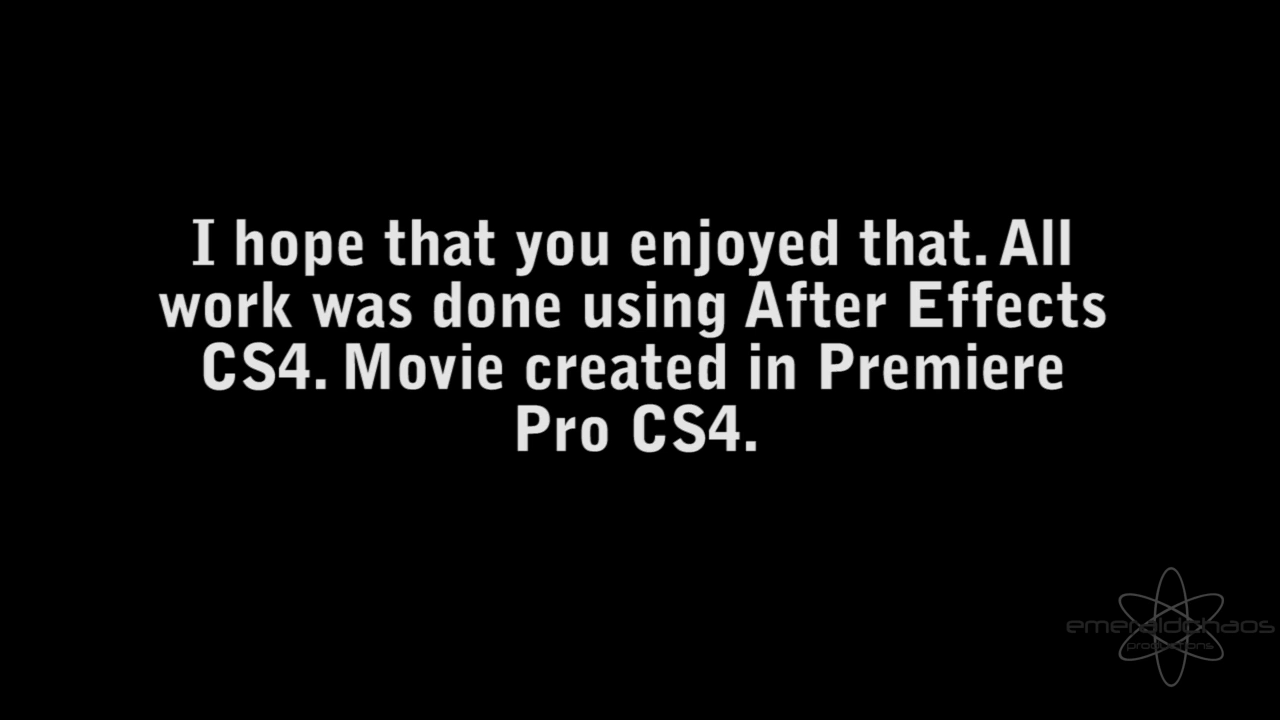 I hope that you enjoyed that. All
work was done using After Effects
CS4. Movie created in Premiere
Pro CS4.
emeraldchaos
productions